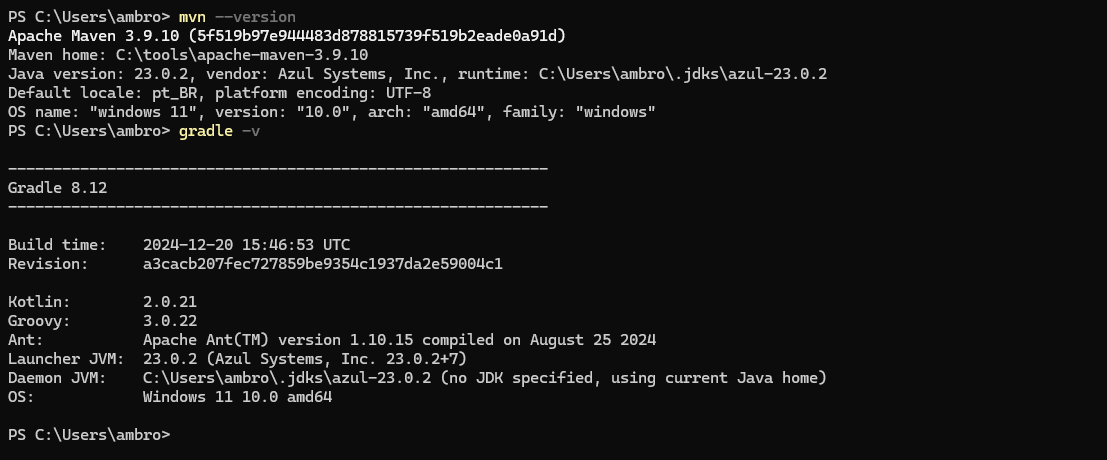 PS C:\Users\ambro> mvn --version
Apache Maven 3.9.10 (5f519b97e944483d878815739f519b2eade0a91d)
Maven home: C:\tools\apache-maven-3.9.10
Java version: 23.0.2, vendor: Azul Systems, Inc., runtime: C:\Users\ambro\.jdks\azul-23.0.2
Default locale: pt_BR, platform encoding: UTF-8
OS name: "windows 11", version: "10.0", arch: "amd64", family: "windows"
PS C:\Users\ambro> gradle -v
------------------------------------------------------------
Gradle 8.12
------------------------------------------------------------
Build time:    2024-12-20 15:46:53 UTC
Revision:      a3cacb207fec727859be9354c1937da2e59004c1
Kotlin:        2.0.21
Groovy:        3.0.22
Ant:           Apache Ant(TM) version 1.10.15 compiled on August 25 2024
Launcher JVM:  23.0.2 (Azul Systems, Inc. 23.0.2+7)
Daemon JVM:    C:\Users\ambro\.jdks\azul-23.0.2 (no JDK specified, using current Java home)
OS:            Windows 11 10.0 amd64
PS C:\Users\ambro>